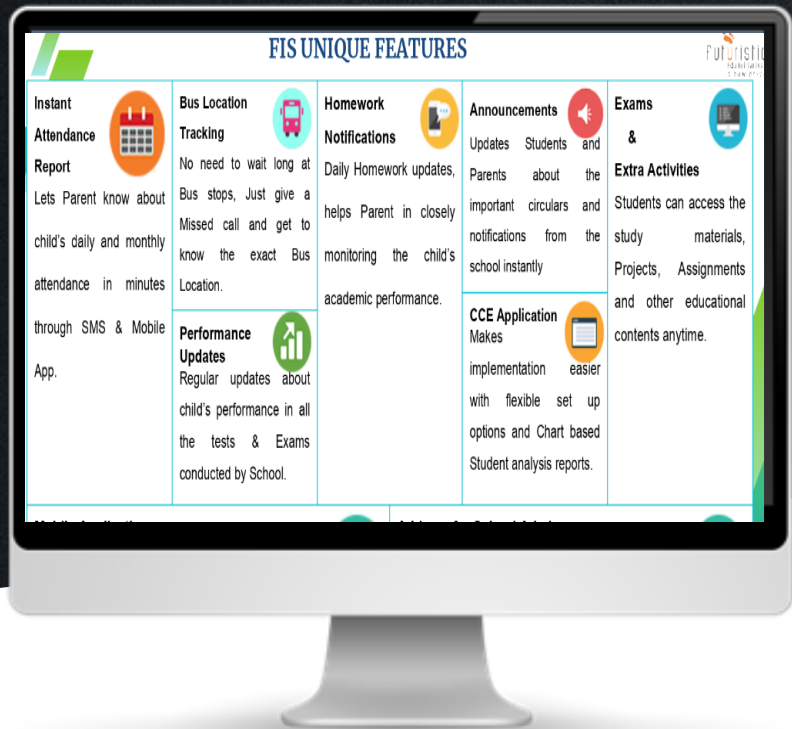 FIS UNIQUE FEATURES
Futuristic
Instant
Attendance
Report
Lets Parent know about
child's daily and monthly
attendance in minutes
through SMS & Mobile
App.
Bus Location
Tracking
No need to wait long at
Bus stops, Just give a
Missed call and get to
know the exact Bus
Location.
Performance
Updates
Regular updates about
child's performance in all
the tests & Exams
conducted by School.
Homework
Notifications
Daily Homework updates,
helps Parent in closely
monitoring the child's
academic performance.
Announcements
Updates Students and
Parents about the
important circulars and
notifications from the
school instantly
CCE Application
Makes
implementation easier
with flexible set up
options and Chart based
Student analysis reports.
Exams
&
Extra Activities
Students can access the
study materials,
Projects, Assignments
and other educational
contents anytime.